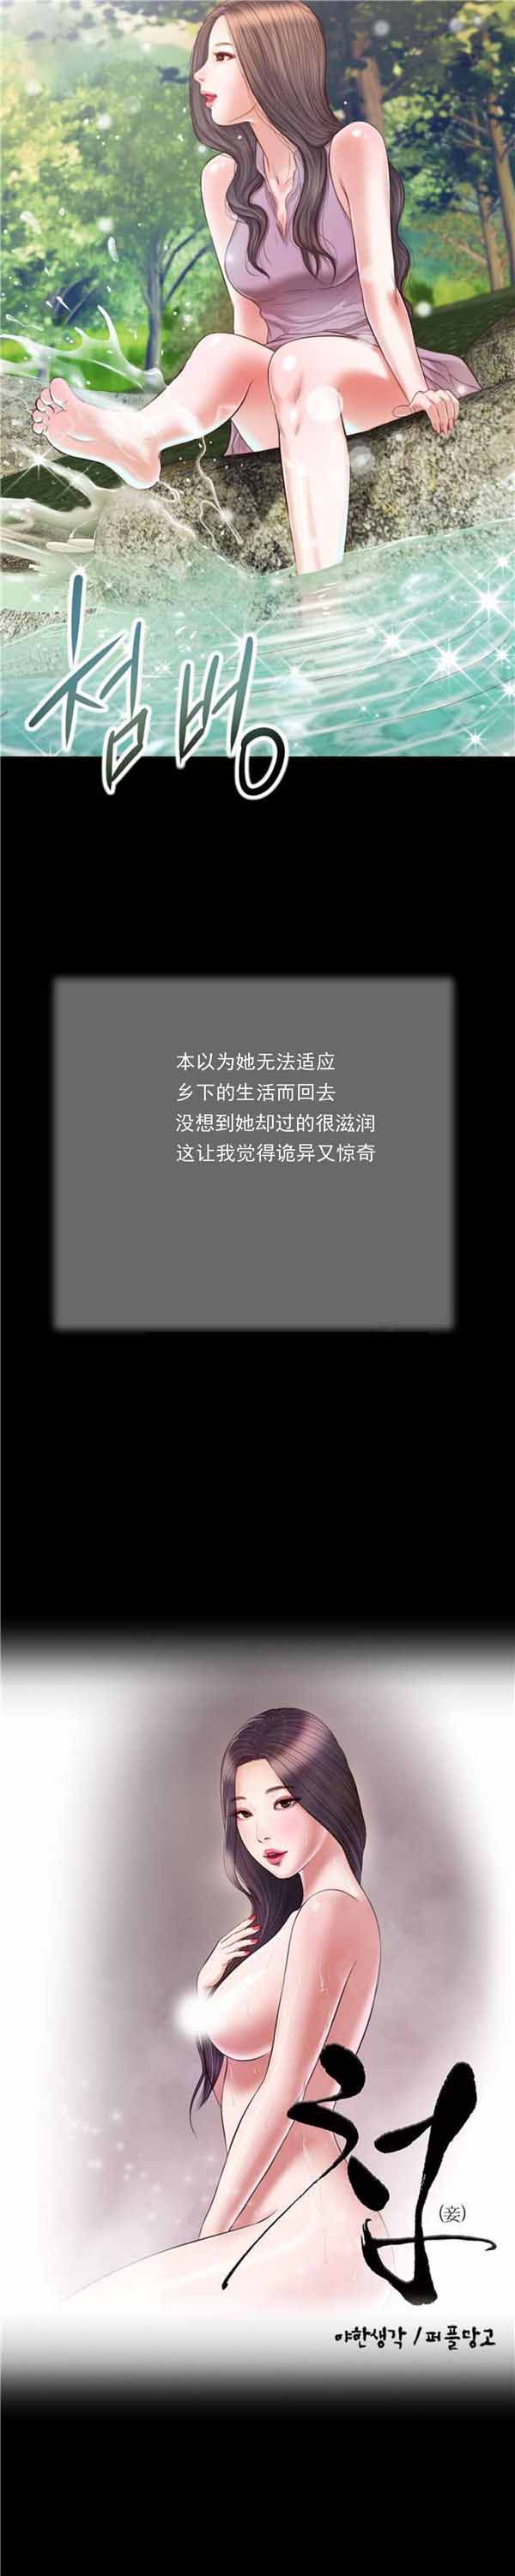 첨벙
本以为她无法适应
乡下的生活而回去
没想到她却过的很滋润
这让我觉得诡异又惊奇
첩
(妾)
야한생각 / 퍼플망고